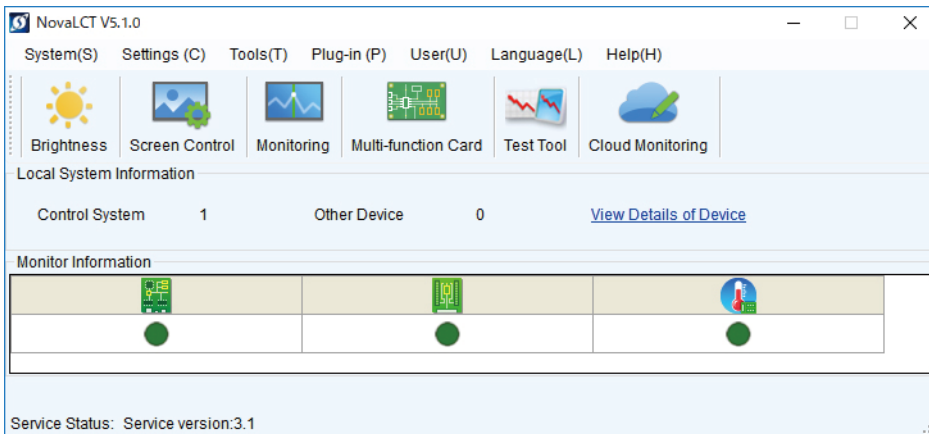 NovaLCT V5.1.0
System(S) Settings (C) Tools(T) Plug-in (P) User(U) Language(L) Help(H)
Brightness Screen Control Monitoring Multi-function Card Test Tool Cloud Monitoring
Local System Information
Control System 1 Other Device 0 View Details of Device
Monitor Information
Service Status: Service version:3.1